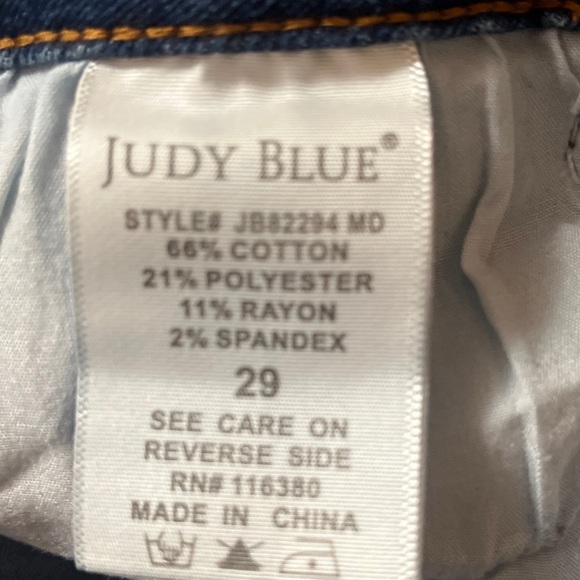 JUDY BLUE®
STYLE# JB82294 MD
66% COTTON
21% POLYESTER
11% RAYON
2% SPANDEX
29
SEE CARE ON
REVERSE SIDE
RN# 116380
MADE IN CHINA